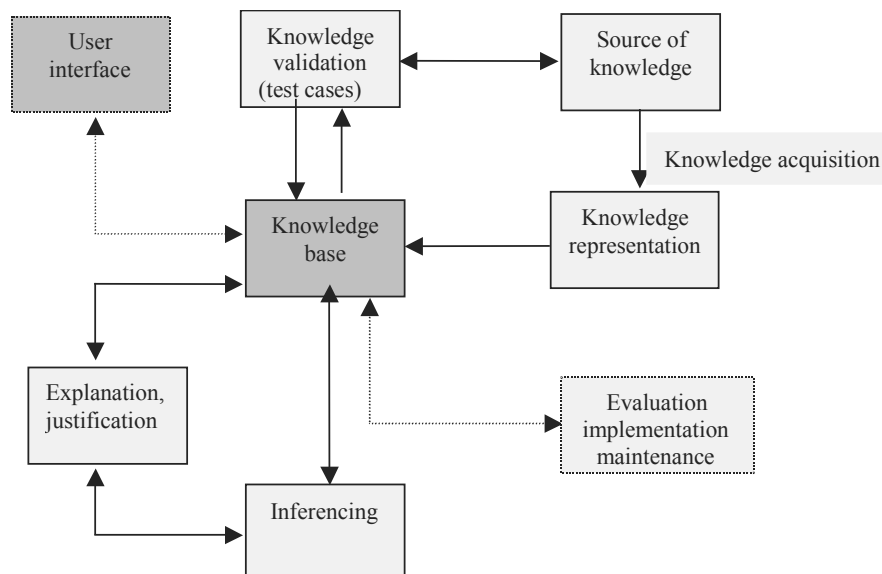 User
interface
Knowledge
validation
(test cases)
Source of
knowledge
Knowledge acquisition
Knowledge
base
Knowledge
representation
Explanation,
justification
Evaluation
implementation
maintenance
Inferencing